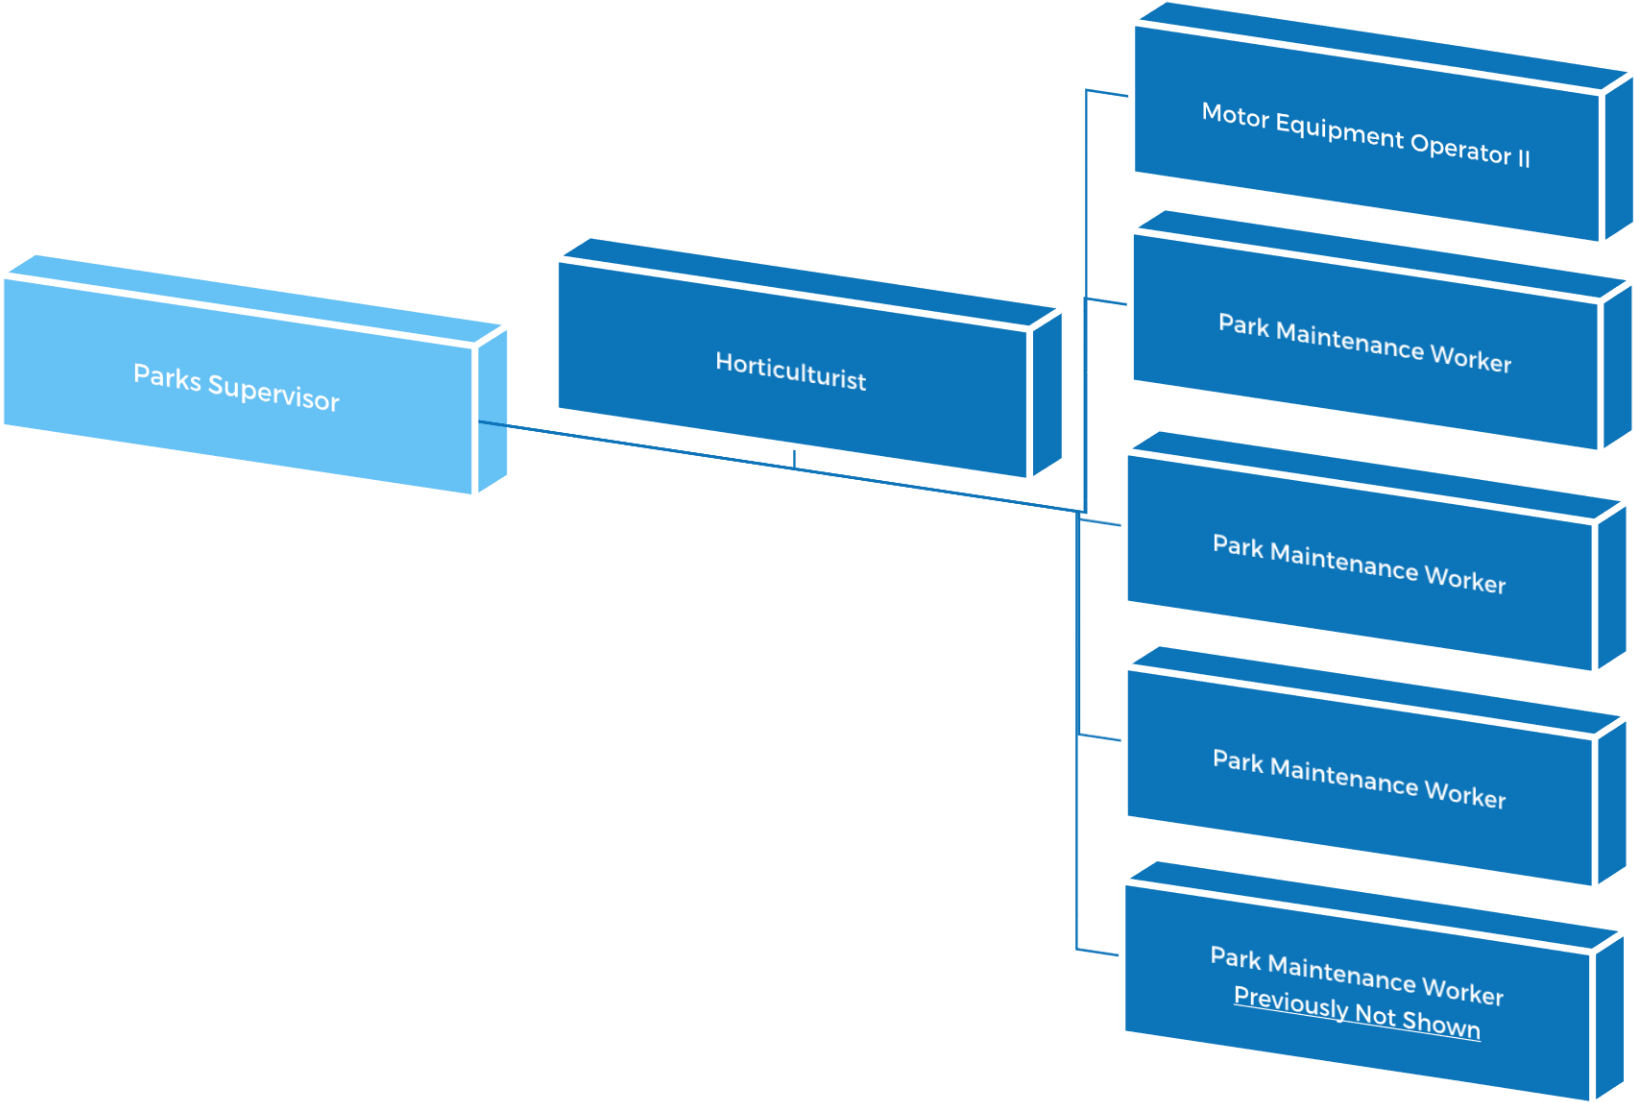 Parks Supervisor
Horticulturist
Motor Equipment Operator II
Park Maintenance Worker
Park Maintenance Worker
Park Maintenance Worker
Park Maintenance Worker
Previously Not Shown